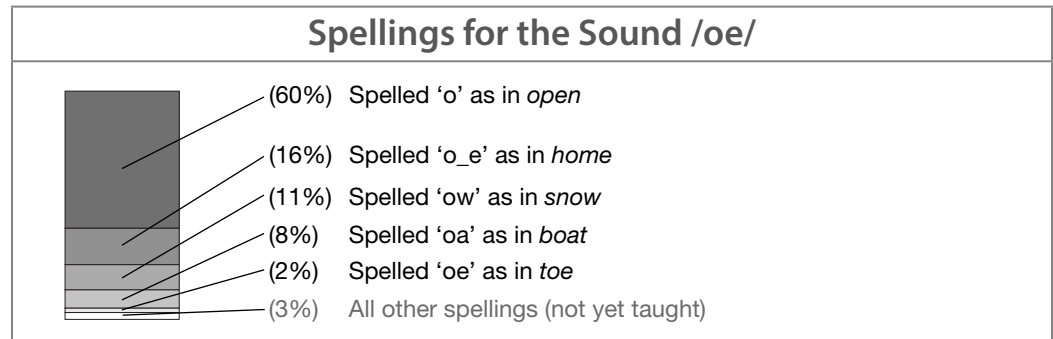 Spellings for the Sound /oe/
(60%) Spelled ‘o’ as in open
(16%) Spelled ‘o_e’ as in home
(11%) Spelled ‘ow’ as in snow
(8%) Spelled ‘oa’ as in boat
(2%) Spelled ‘oe’ as in toe
(3%) All other spellings (not yet taught)